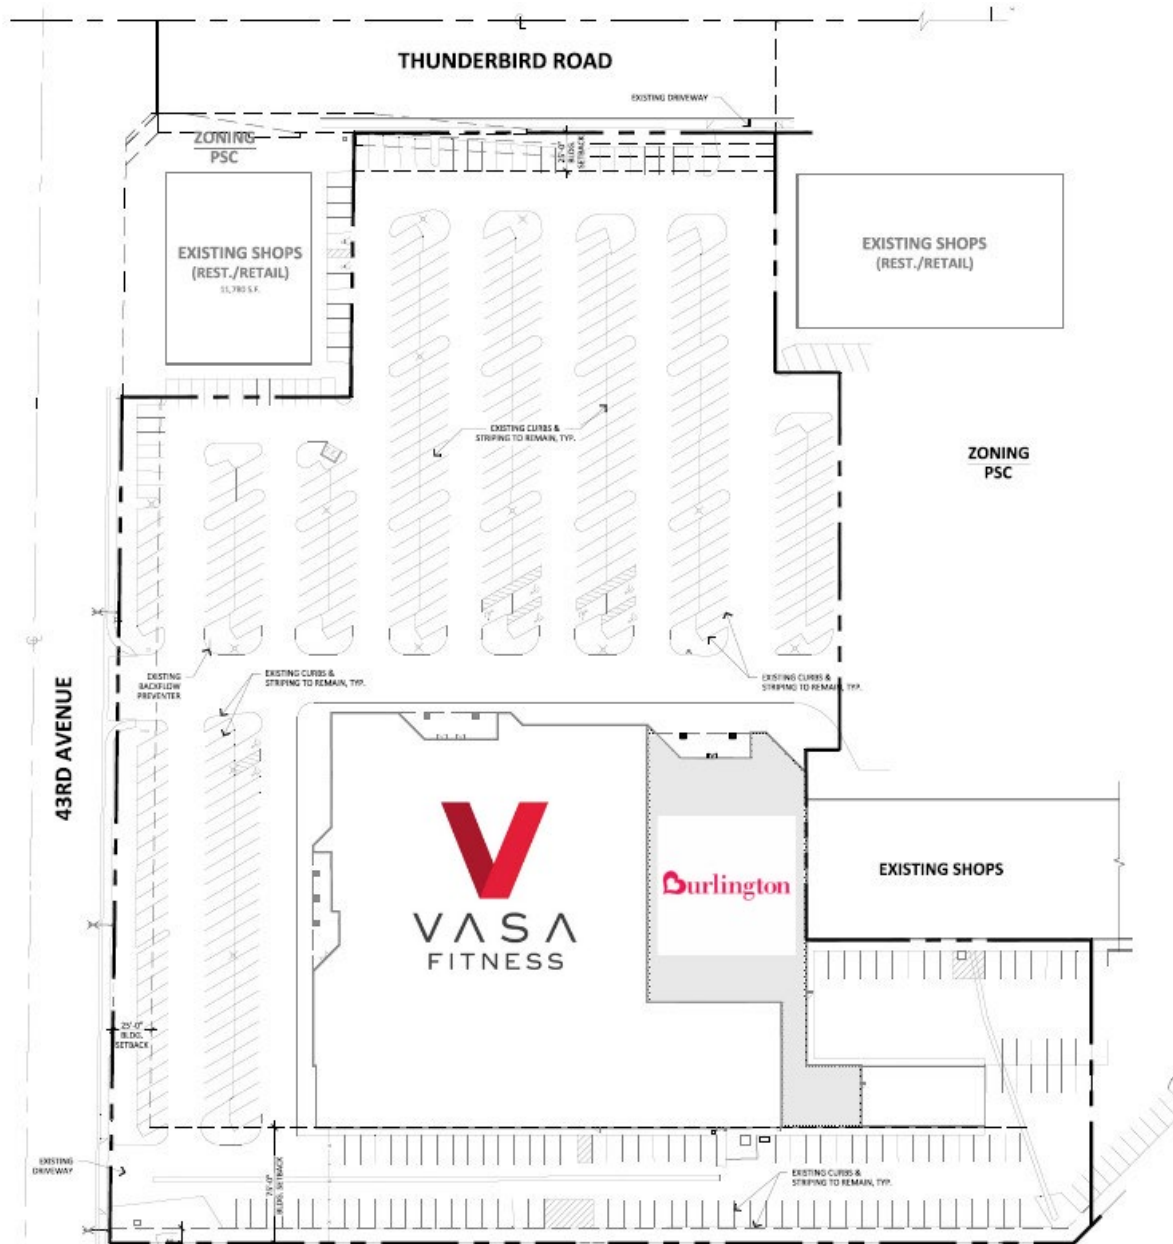 THUNDERBIRD ROAD
EXISTING DRIVEWAY
ZONING
PSC
25'-0"
BLDG.
SETBACK
EXISTING SHOPS
(REST./RETAIL)
11,780 S.F.
EXISTING SHOPS
(REST./RETAIL)
EXISTING CURBS &
STRIPING TO REMAIN, TYP.
ZONING
PSC
43RD AVENUE
EXISTING
BACKFLOW
PREVENTER
EXISTING CURBS &
STRIPING TO REMAIN, TYP.
EXISTING CURBS &
STRIPING TO REMAIN, TYP.
VASA
FITNESS
Burlington
EXISTING SHOPS
25'-0"
BLDG.
SETBACK
EXISTING
DRIVEWAY
75'-0"
BLDG. SETBACK
EXISTING CURBS &
STRIPING TO REMAIN, TYP.